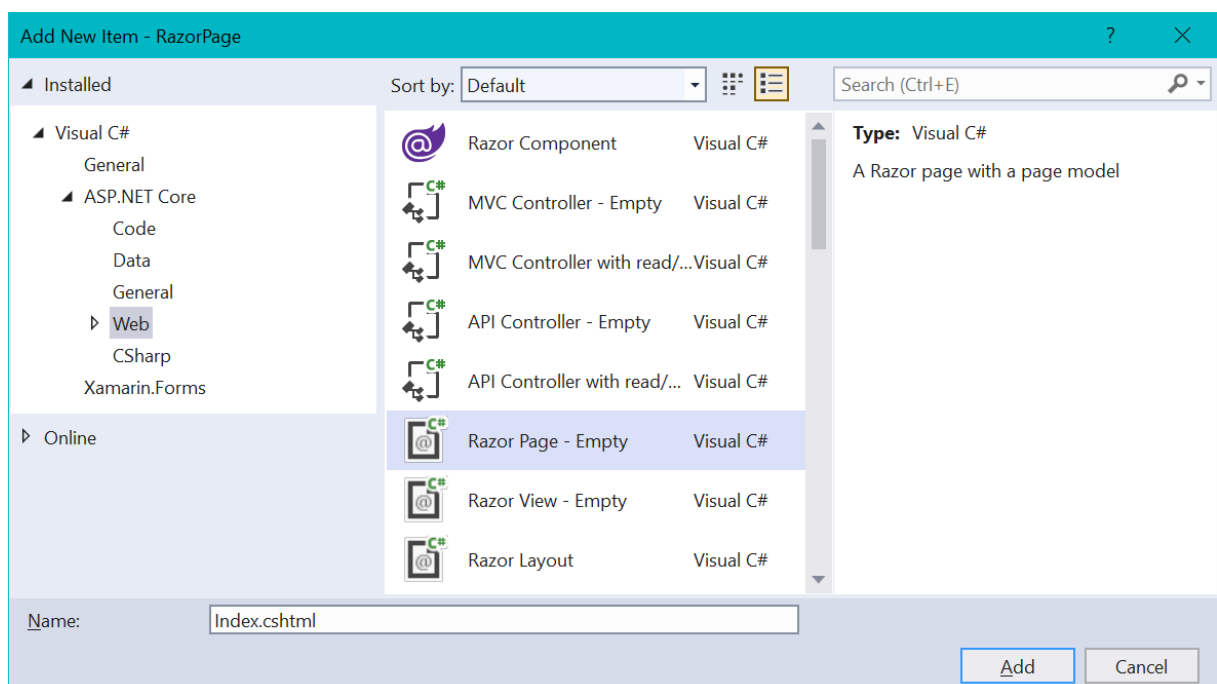 Add New Item - RazorPage ?
Installed
Sort by: Default
Search (Ctrl+E)
Visual C#
General
ASP.NET Core
Code
Data
General
Web
CSharp
Xamarin.Forms
Online
Razor Component Visual C#
MVC Controller - Empty Visual C#
MVC Controller with read/...Visual C#
API Controller - Empty Visual C#
API Controller with read/... Visual C#
Razor Page - Empty Visual C#
Razor View - Empty Visual C#
Razor Layout Visual C#
Type: Visual C#
A Razor page with a page model
Name: Index.cshtml
Add Cancel